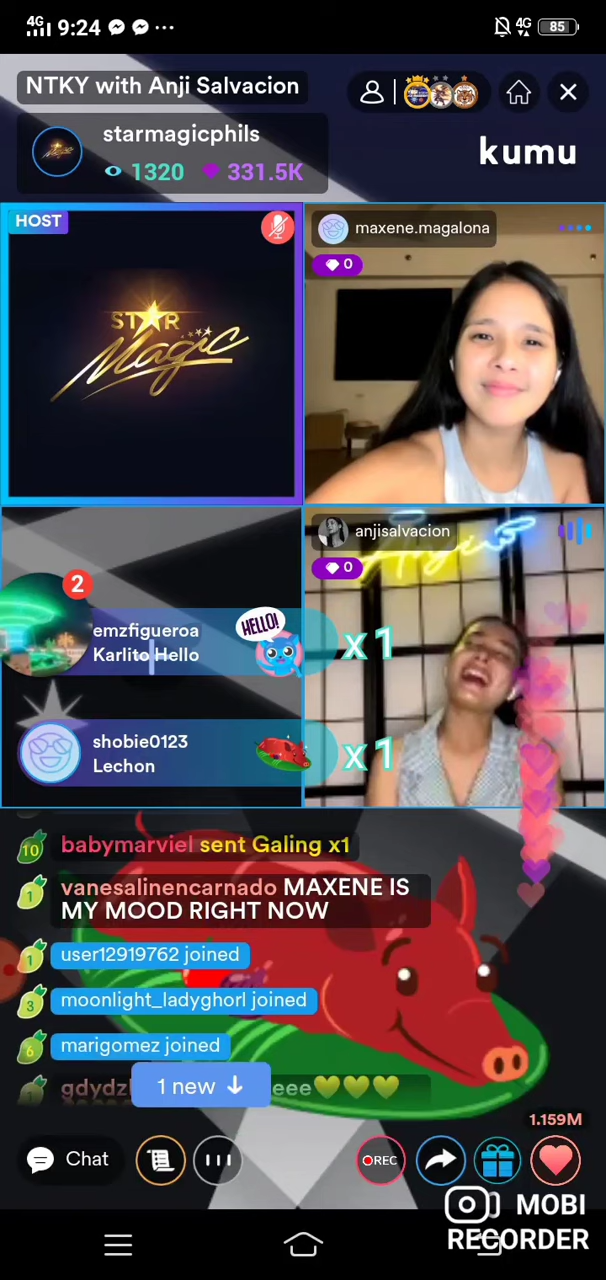 4G 9:24 4G 85
NTKY with Anji Salvacion
starmagicphils
1320 331.5K
kumu
HOST
maxene.magalona
0
STAR
Magic
anjisalvacion
0
2
emzfigueroa
Karlito Hello
HELLO!
x1
shobie0123
Lechon
x1
10 babymarviel sent Galing x1
1 vanesalinencarnado MAXENE IS
MY MOOD RIGHT NOW
1 user12919762 joined
3 moonlight_ladyghorl joined
6 marigomez joined
1 new
1.159M
Chat
REC
MOBI
RECORDER